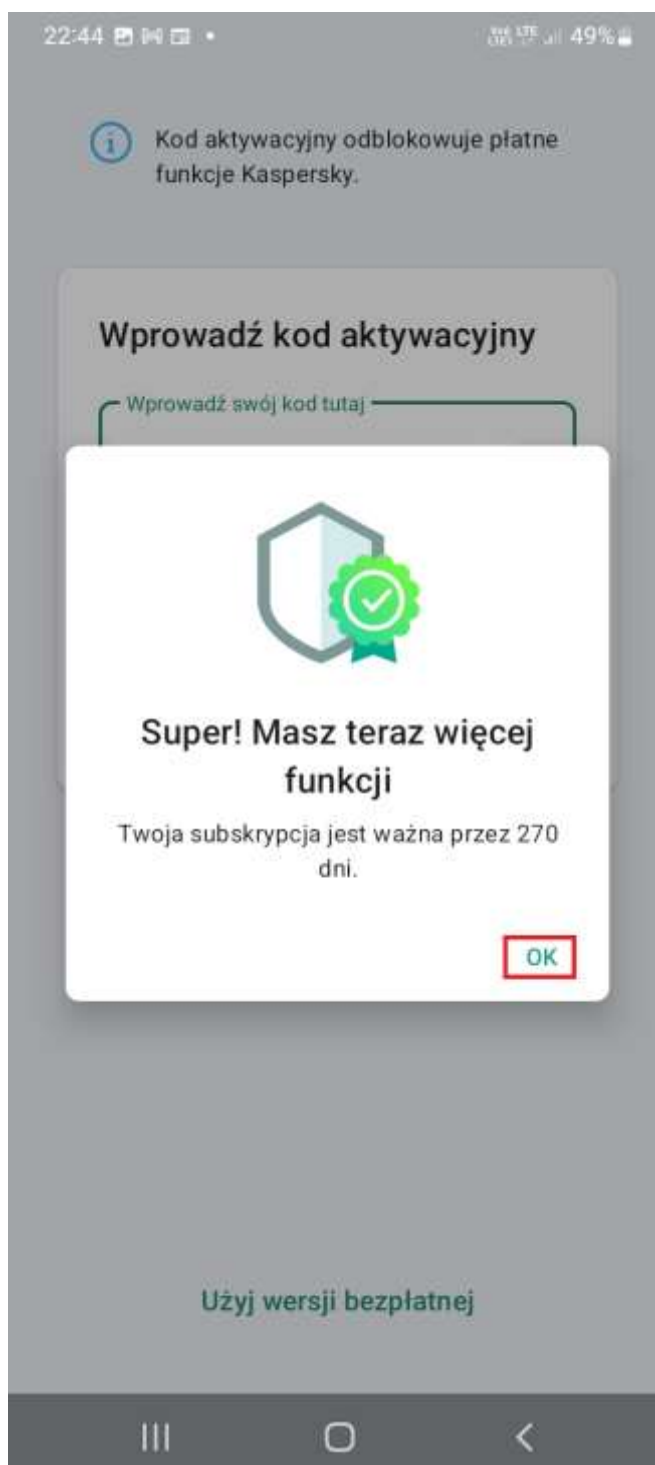 22:44
LTE 49%
Kod aktywacyjny odblokowuje płatne
funkcje Kaspersky.
Wprowadź kod aktywacyjny
Wprowadź swój kod tutaj
Super! Masz teraz więcej
funkcji
Twoja subskrypcja jest ważna przez 270
dni.
OK
Użyj wersji bezpłatnej